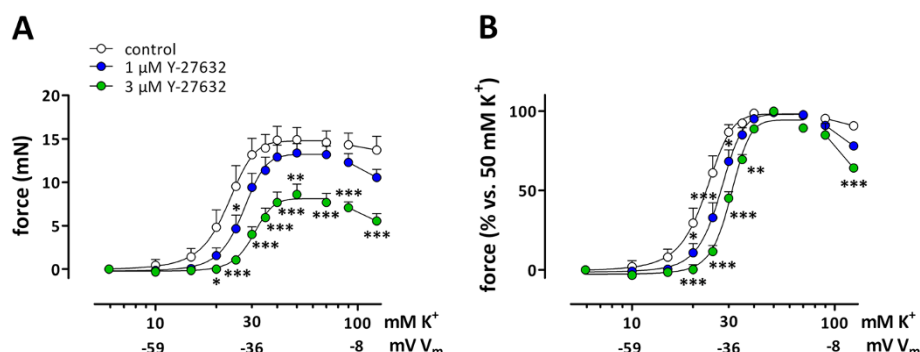 A
control
1 µM Y-27632
3 µM Y-27632
force (mN)
20
15
10
5
0
*
*
***
***
***
***
**
***
***
***
10 30 100 mM K⁺
-59 -36 -8 mV Vₘ
B
force (% vs. 50 mM K⁺)
100
50
0
*
***
*
**
***
***
***
***
10 30 100 mM K⁺
-59 -36 -8 mV Vₘ